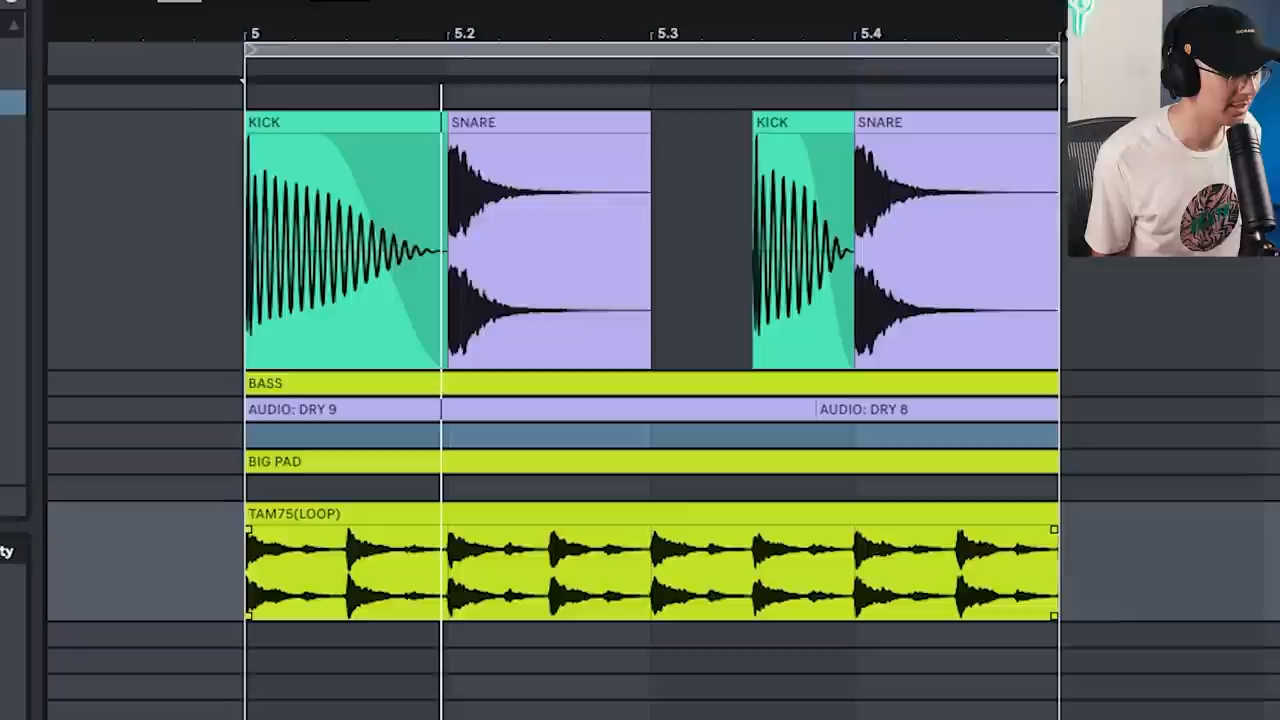 5 5.2 5.3 5.4
KICK SNARE KICK SNARE
BASS
AUDIO: DRY 9 AUDIO: DRY 8
BIG PAD
TAM75(LOOP)
ty